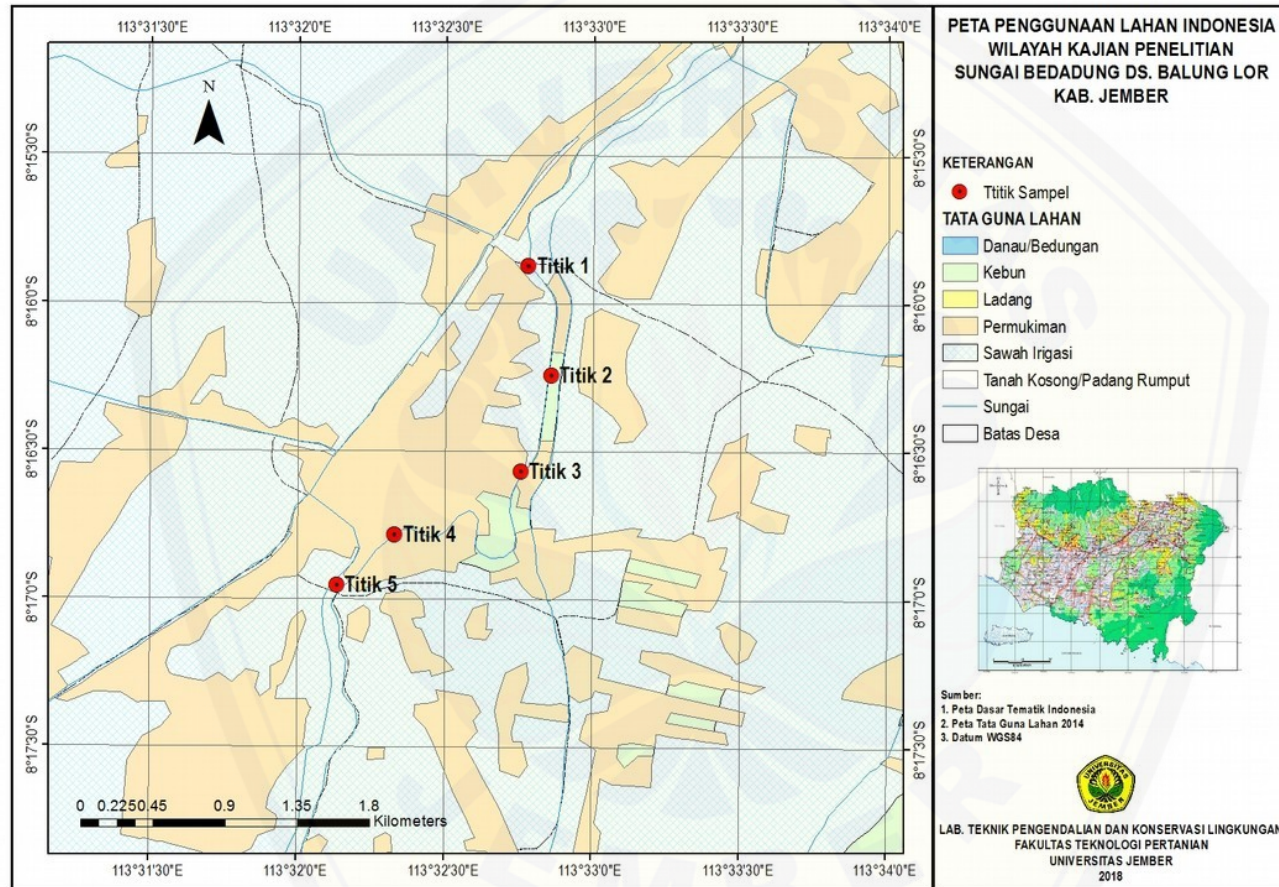 113°31'30"E 113°32'0"E 113°32'30"E 113°33'0"E 113°33'30"E 113°34'0"E
N
8°15'30"S 8°15'30"S
8°16'0"S 8°16'0"S
8°16'30"S 8°16'30"S
8°17'0"S 8°17'0"S
8°17'30"S 8°17'30"S
Titik 1
Titik 2
Titik 3
Titik 4
Titik 5
0 0.2250.45 0.9 1.35 1.8
Kilometers
113°31'30"E 113°32'0"E 113°32'30"E 113°33'0"E 113°33'30"E 113°34'0"E
PETA PENGGUNAAN LAHAN INDONESIA
WILAYAH KAJIAN PENELITIAN
SUNGAI BEDADUNG DS. BALUNG LOR
KAB. JEMBER
KETERANGAN
Ttitik Sampel
TATA GUNA LAHAN
Danau/Bedungan
Kebun
Ladang
Permukiman
Sawah Irigasi
Tanah Kosong/Padang Rumput
Sungai
Batas Desa
Sumber:
1. Peta Dasar Tematik Indonesia
2. Peta Tata Guna Lahan 2014
3. Datum WGS84
UNIVERSITAS
JEMBER
LAB. TEKNIK PENGENDALIAN DAN KONSERVASI LINGKUNGAN
FAKULTAS TEKNOLOGI PERTANIAN
UNIVERSITAS JEMBER
2018